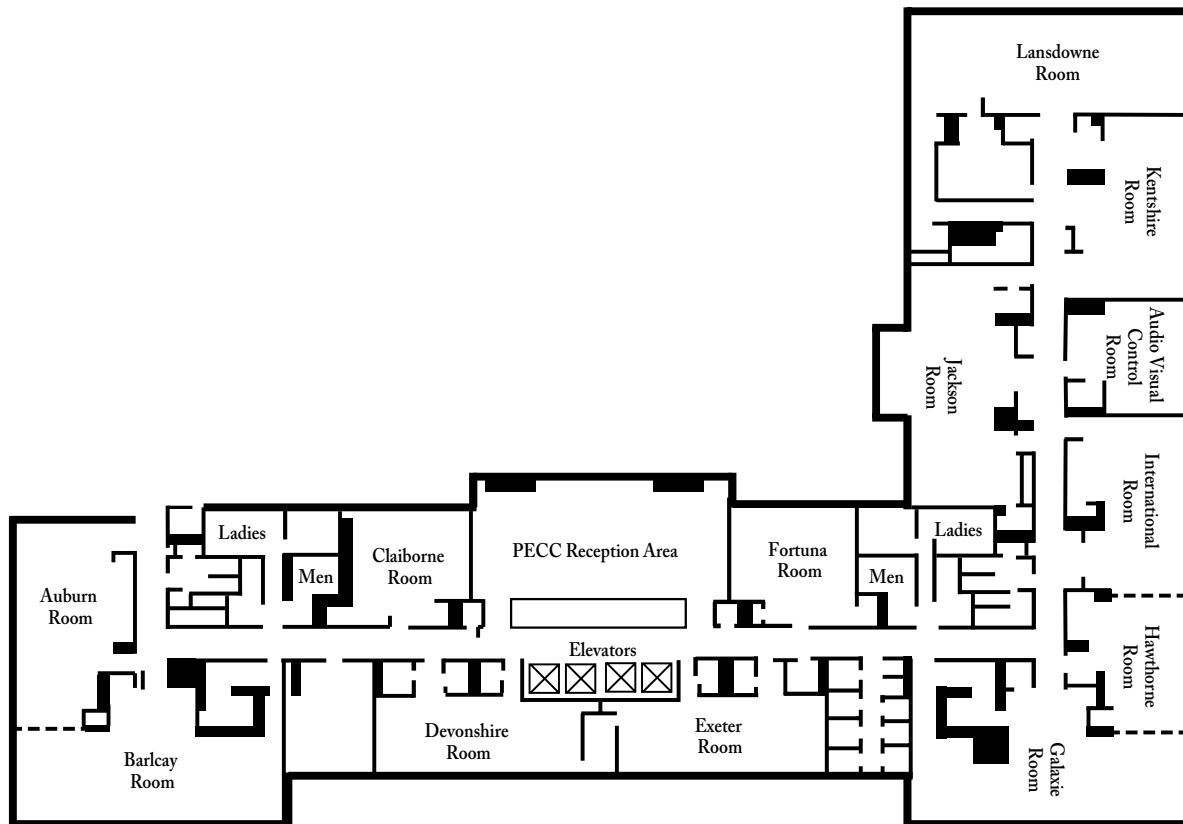 Lansdowne
Room
Kentshire
Room
Audio Visual
Control
Room
Jackson
Room
International
Room
Ladies
PECC Reception Area
Fortuna
Room
Ladies
Claiborne
Room
Men
Men
Auburn
Room
Hawthorne
Room
Elevators
Devonshire
Room
Exeter
Room
Barlcay
Room
Galaxie
Room